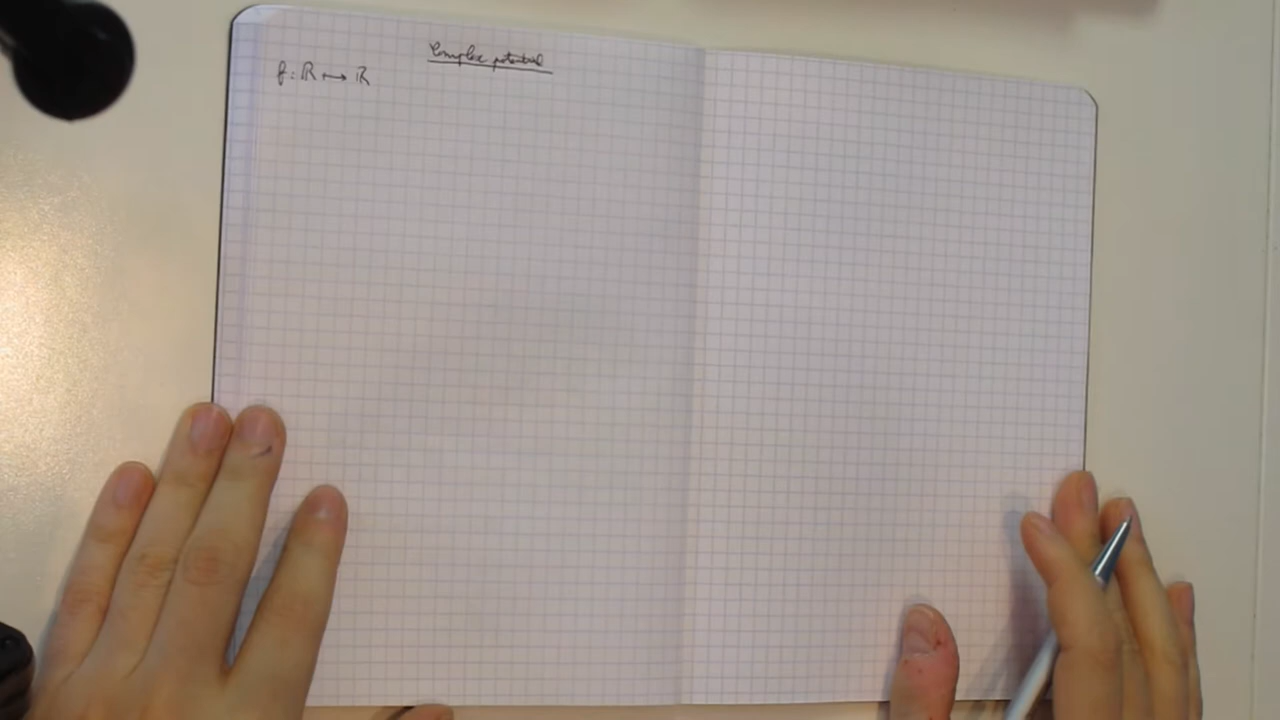 Complex potential
f: ℝ ↦ ℝ